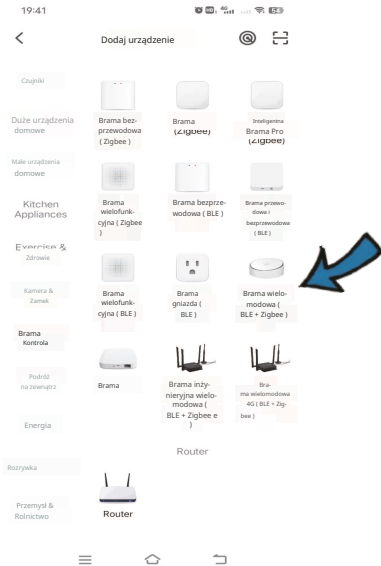 19:41
Dodaj urządzenie
Czujniki
Duże urządzenia
domowe
Małe urządzenia
domowe
Kitchen
Appliances
Exercise &
Zdrowie
Kamera &
Zamek
Brama
Kontrola
Podróż
na zewnątrz
Energia
Rozrywka
Przemysł &
Rolnictwo
Brama bez-
przewodowa
( Zigbee )
Brama
(Zigbee)
Inteligentna
Brama Pro
(Zigbee)
Brama
wielofunk-
cyjna ( Zigbee
)
Brama bezprze-
wodowa ( BLE )
Brama przewo-
dowa i
bezprzewodowa
( BLE )
Brama
wielofunk-
cyjna ( BLE )
Brama
gniazda (
BLE )
Brama wielo-
modowa (
BLE + Zigbee )
Brama
Brama inży-
nieryjna wielo-
modowa (
BLE + Zigbee e
)
Bra-
ma wielomodowa
4G ( BLE + Zig-
bee )
Router
Router